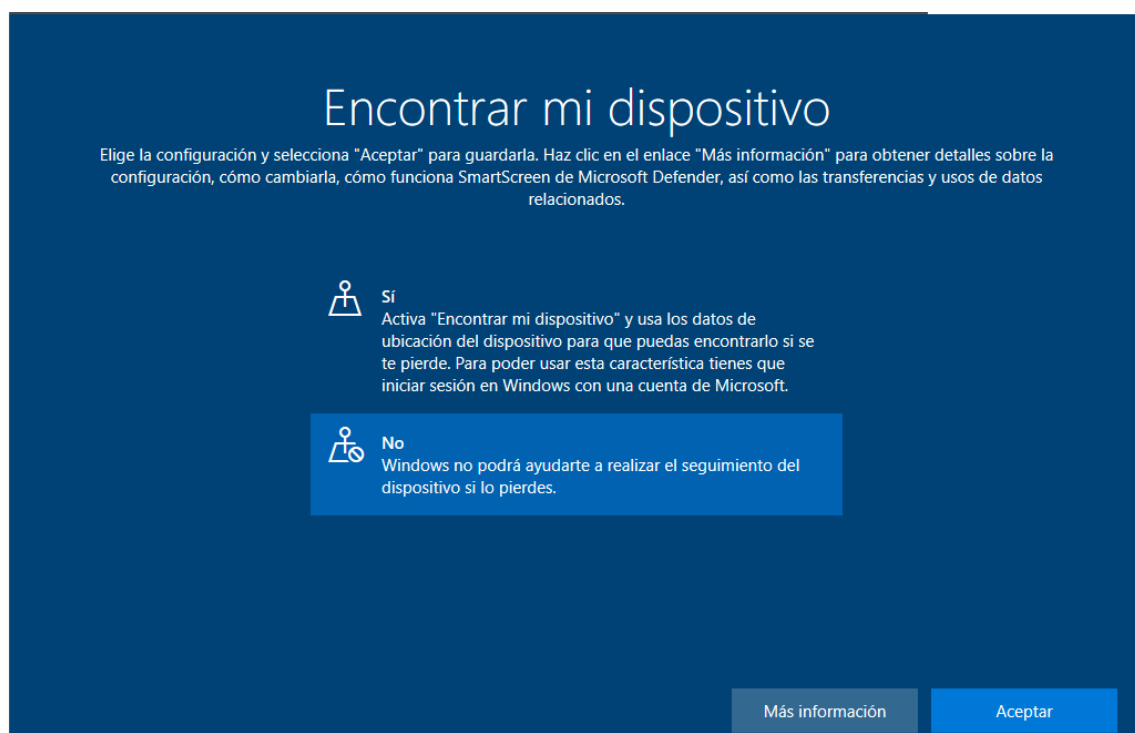 Encontrar mi dispositivo
Elige la configuración y selecciona "Aceptar" para guardarla. Haz clic en el enlace "Más información" para obtener detalles sobre la
configuración, cómo cambiarla, cómo funciona SmartScreen de Microsoft Defender, así como las transferencias y usos de datos
relacionados.
Sí
Activa "Encontrar mi dispositivo" y usa los datos de
ubicación del dispositivo para que puedas encontrarlo si se
te pierde. Para poder usar esta característica tienes que
iniciar sesión en Windows con una cuenta de Microsoft.
No
Windows no podrá ayudarte a realizar el seguimiento del
dispositivo si lo pierdes.
Más información
Aceptar